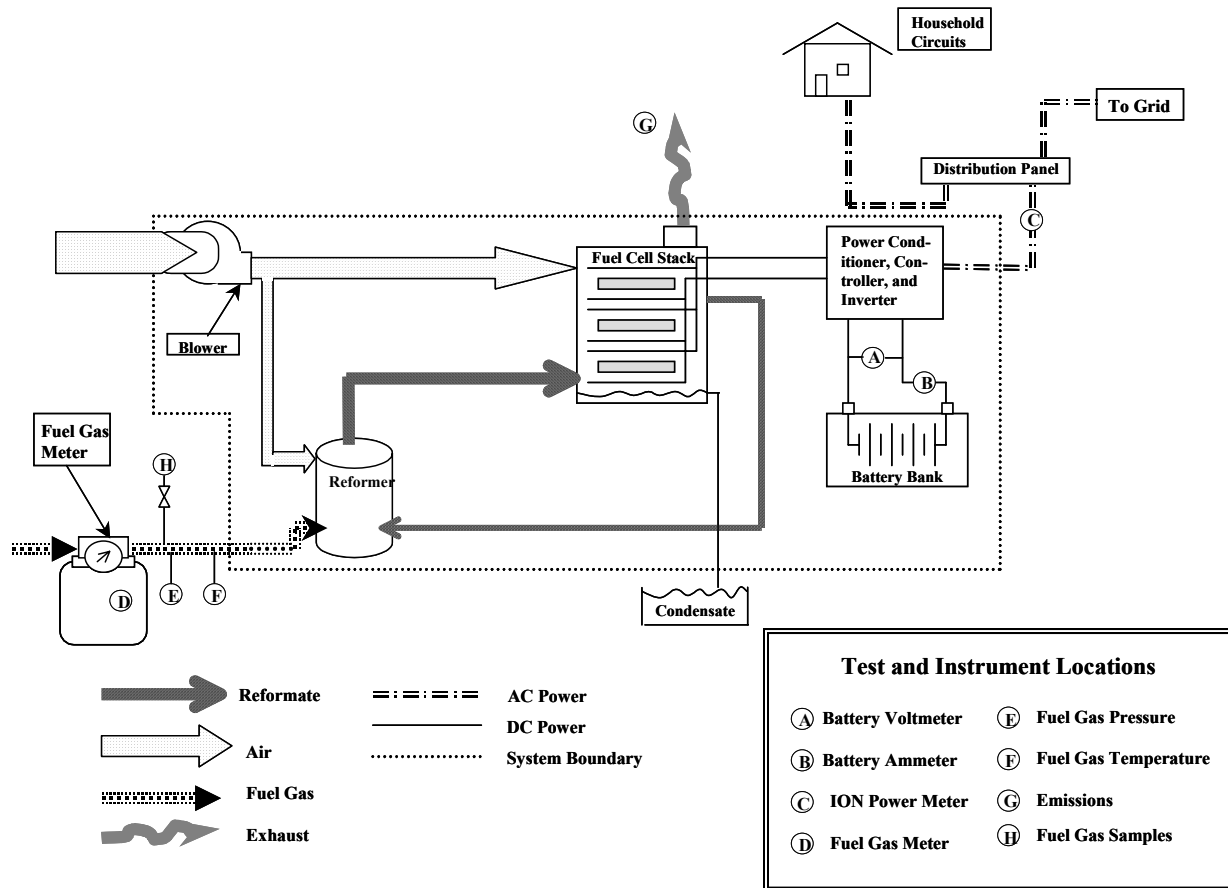 Household
Circuits
To Grid
G
Distribution Panel
C
Fuel Cell Stack
Power Cond-
itioner, Con-
troller, and
Inverter
Blower
A
B
Fuel Gas
Meter
H
Reformer
Battery Bank
D
E
F
Condensate
Reformate
Air
Fuel Gas
Exhaust
AC Power
DC Power
System Boundary
Test and Instrument Locations
A Battery Voltmeter
B Battery Ammeter
C ION Power Meter
D Fuel Gas Meter
E Fuel Gas Pressure
F Fuel Gas Temperature
G Emissions
H Fuel Gas Samples